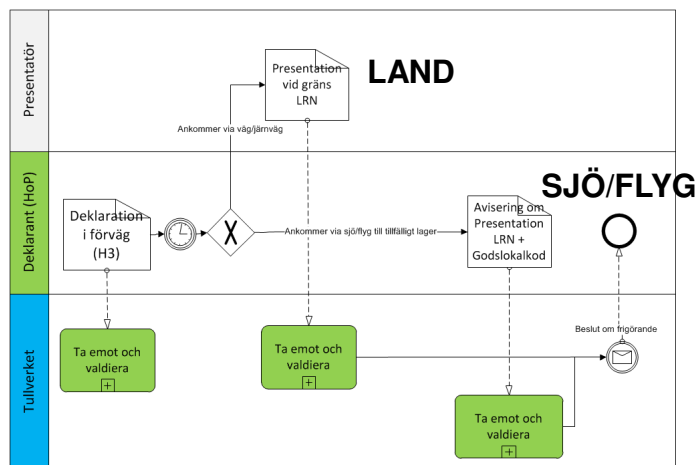 Presentatör
Presentation
vid gräns
LRN
LAND
Ankommer via väg/järnväg
Deklarant (HoP)
Deklaration
i förväg
(H3)
Ankommer via sjö/flyg till tillfälligt lager
Avisering om
Presentation
LRN +
Godslokalkod
SJÖ/FLYG
Tullverket
Ta emot och
valdiera
Ta emot och
valdiera
Ta emot och
valdiera
Beslut om frigörande